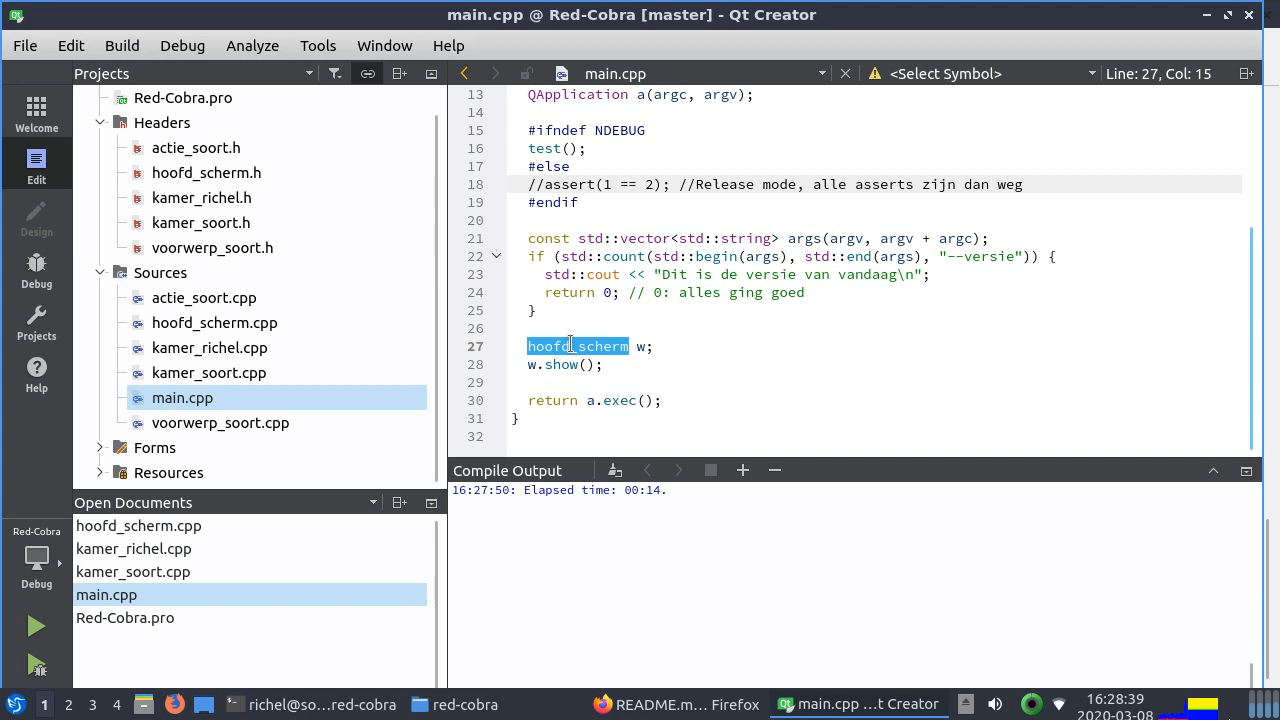 main.cpp @ Red-Cobra [master] - Qt Creator
File Edit Build Debug Analyze Tools Window Help
Projects
main.cpp
<Select Symbol>
Line: 27, Col: 15
Welcome
Edit
Design
Debug
Projects
Help
Red-Cobra
Debug
Red-Cobra.pro
Headers
actie_soort.h
hoofd_scherm.h
kamer_richel.h
kamer_soort.h
voorwerp_soort.h
Sources
actie_soort.cpp
hoofd_scherm.cpp
kamer_richel.cpp
kamer_soort.cpp
main.cpp
voorwerp_soort.cpp
Forms
Resources
Open Documents
hoofd_scherm.cpp
kamer_richel.cpp
kamer_soort.cpp
main.cpp
Red-Cobra.pro
13 QApplication a(argc, argv);
14
15 #ifndef NDEBUG
16 test();
17 #else
18 //assert(1 == 2); //Release mode, alle asserts zijn dan weg
19 #endif
20
21 const std::vector<std::string> args(argv, argv + argc);
22 if (std::count(std::begin(args), std::end(args), "--versie")) {
23 std::cout << "Dit is de versie van vandaag\n";
24 return 0; // 0: alles ging goed
25 }
26
27 hoofd_scherm w;
28 w.show();
29
30 return a.exec();
31 }
32
Compile Output
16:27:50: Elapsed time: 00:14.
1 2 3 4
richel@so...red-cobra
red-cobra
README.m... Firefox
main.cpp ...t Creator
16:28:39
2020-03-08